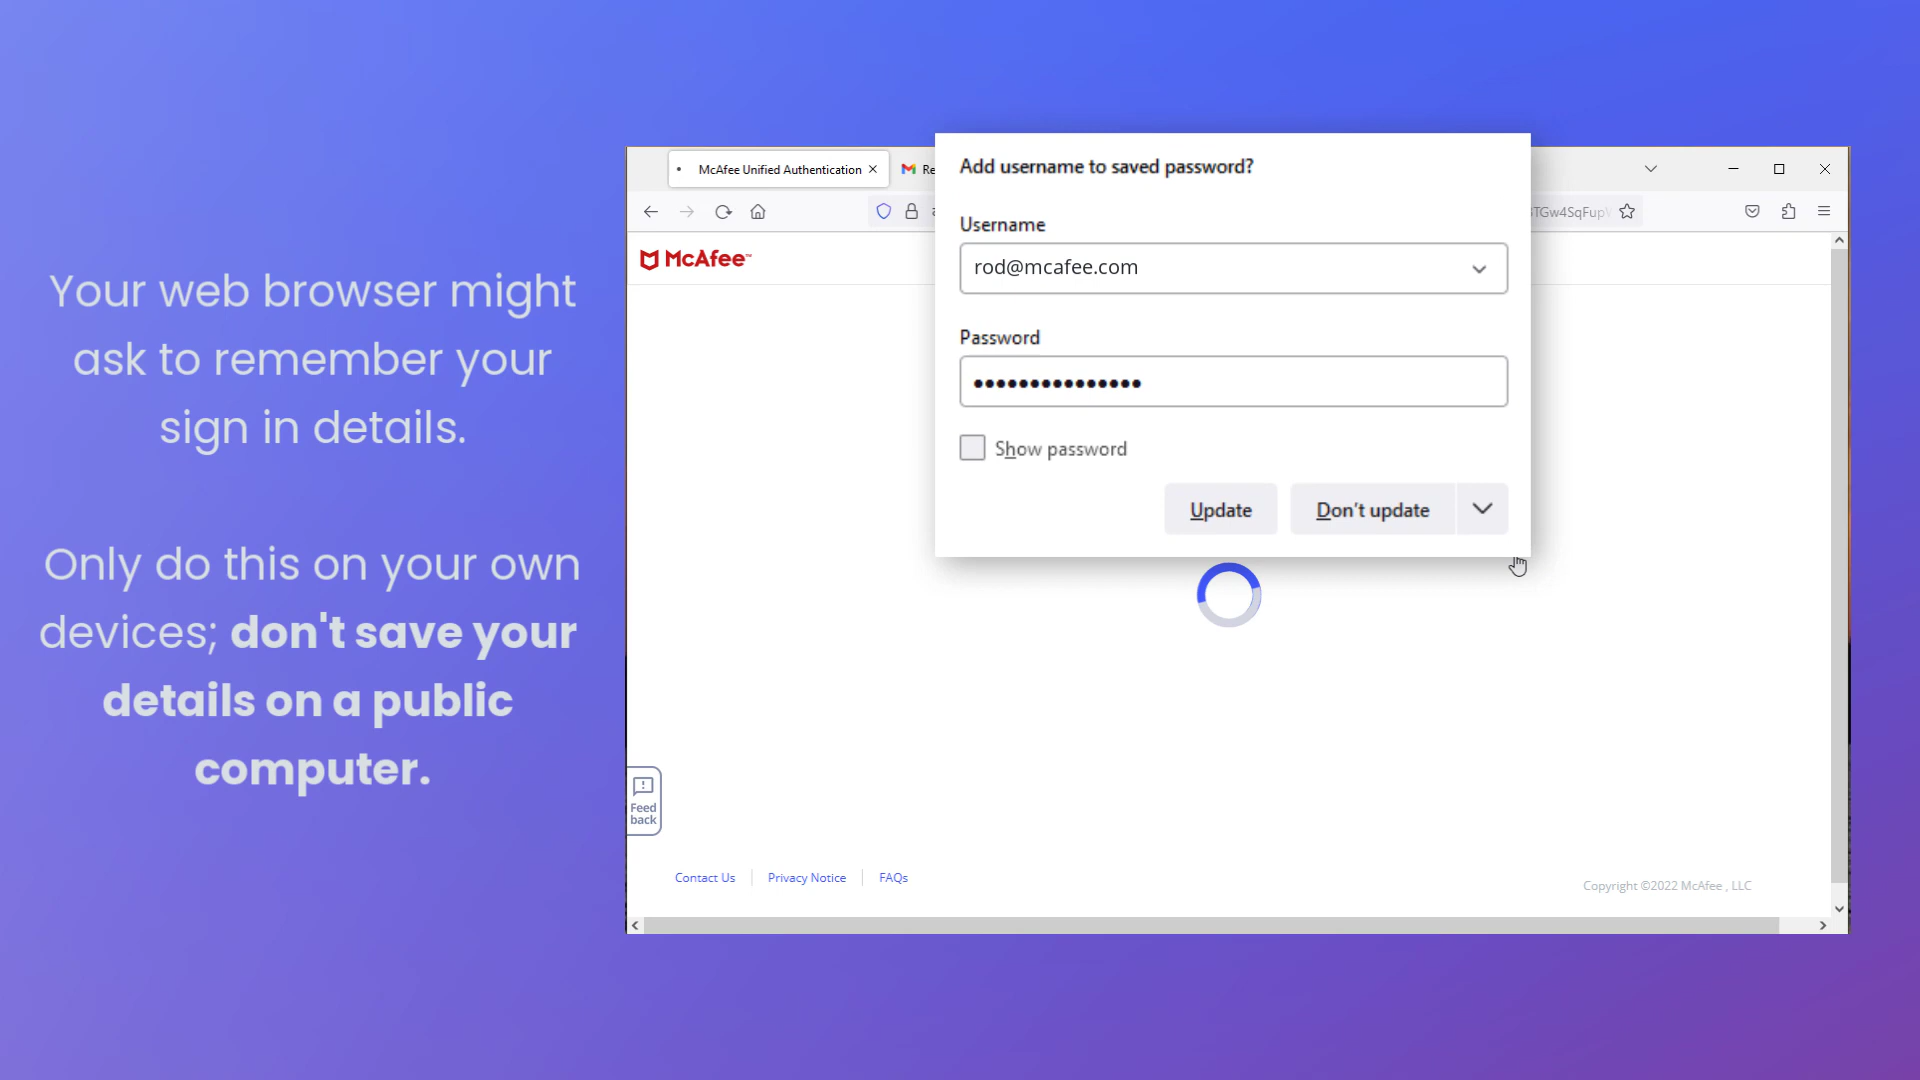 Your web browser might
ask to remember your
sign in details.
Only do this on your own
devices; don't save your
details on a public
computer.
McAfee Unified Authentication
Re
TGw4SqFup
McAfee™
Add username to saved password?
Username
rod@mcafee.com
Password
Show password
Update
Don't update
Feed
back
Contact Us
Privacy Notice
FAQs
Copyright ©2022 McAfee , LLC